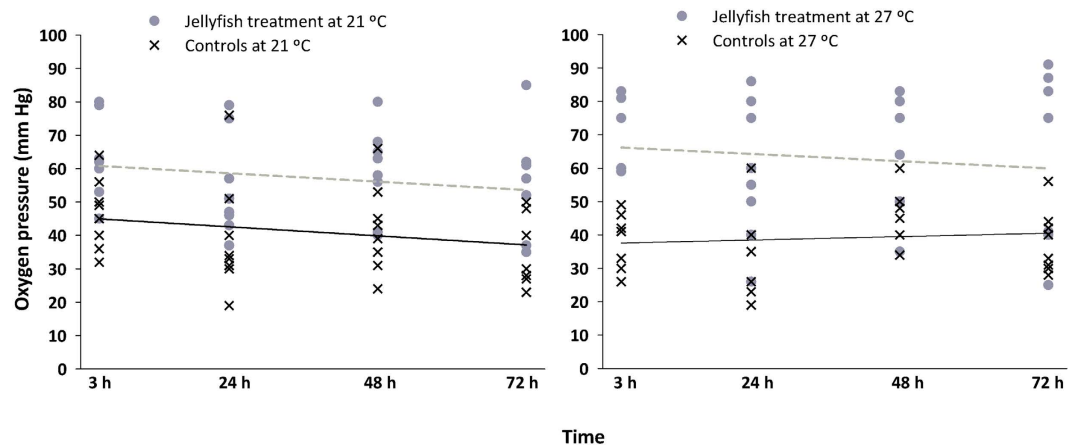 Jellyfish treatment at 21 ºC
Controls at 21 ºC
Oxygen pressure (mm Hg)
100
90
80
70
60
50
40
30
20
10
0
3 h 24 h 48 h 72 h
Jellyfish treatment at 27 ºC
Controls at 27 ºC
100
90
80
70
60
50
40
30
20
10
0
3 h 24 h 48 h 72 h
Time